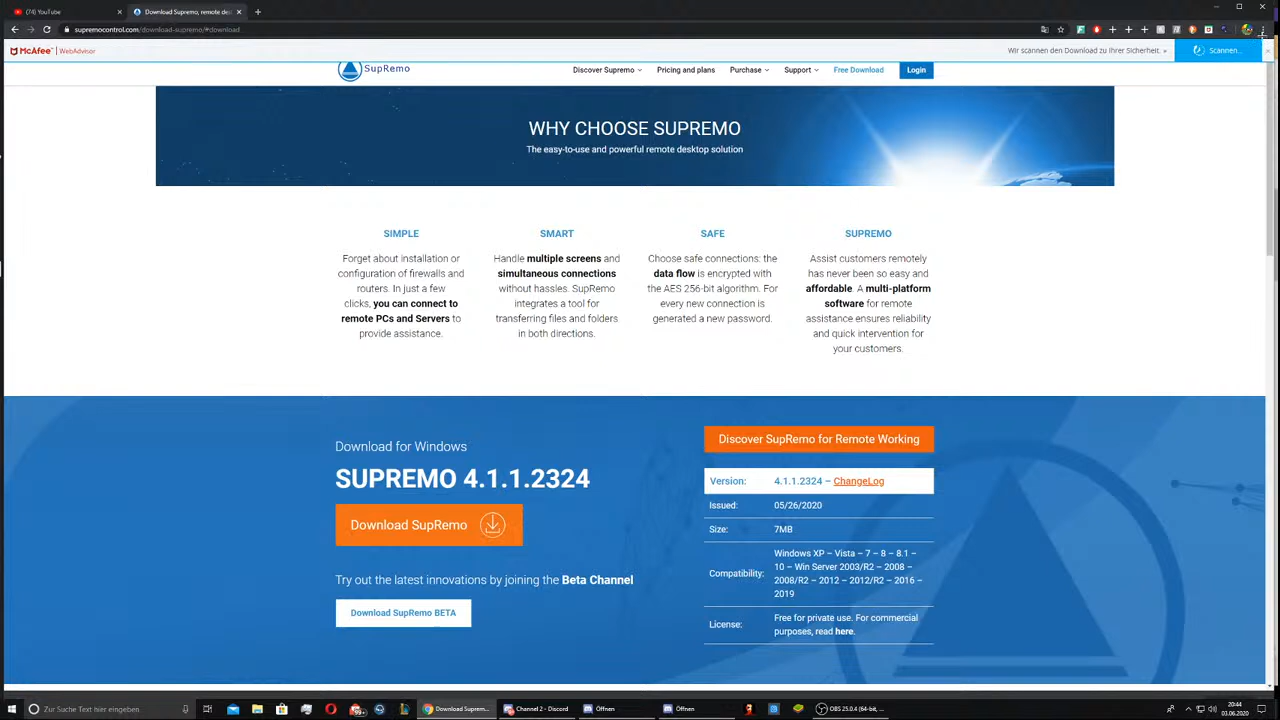 (74) YouTube
Download Supremo, remote de
supremocontrol.com/download-supremo/#download
McAfee | WebAdvisor
Wir scannen den Download zu Ihrer Sicherheit. »
Scannen...
SupRemo
Discover Supremo
Pricing and plans
Purchase
Support
Free Download
Login
WHY CHOOSE SUPREMO
The easy-to-use and powerful remote desktop solution
SIMPLE
Forget about installation or
configuration of firewalls and
routers. In just a few
clicks, you can connect to
remote PCs and Servers to
provide assistance.
SMART
Handle multiple screens and
simultaneous connections
without hassles. SupRemo
integrates a tool for
transferring files and folders
in both directions.
SAFE
Choose safe connections: the
data flow is encrypted with
the AES 256-bit algorithm. For
every new connection is
generated a new password.
SUPREMO
Assist customers remotely
has never been so easy and
affordable. A multi-platform
software for remote
assistance ensures reliability
and quick intervention for
your customers.
Download for Windows
SUPREMO 4.1.1.2324
Download SupRemo
Try out the latest innovations by joining the Beta Channel
Download SupRemo BETA
Discover SupRemo for Remote Working
Version: 4.1.1.2324 – ChangeLog
Issued: 05/26/2020
Size: 7MB
Compatibility: Windows XP – Vista – 7 – 8 – 8.1 –
10 – Win Server 2003/R2 – 2008 –
2008/R2 – 2012 – 2012/R2 – 2016 –
2019
License: Free for private use. For commercial
purposes, read here.
Zur Suche Text hier eingeben
Download Suprem...
Channel 2 - Discord
Öffnen
Öffnen
OBS 25.0.4 (64-bit, ...
20:44
03.06.2020